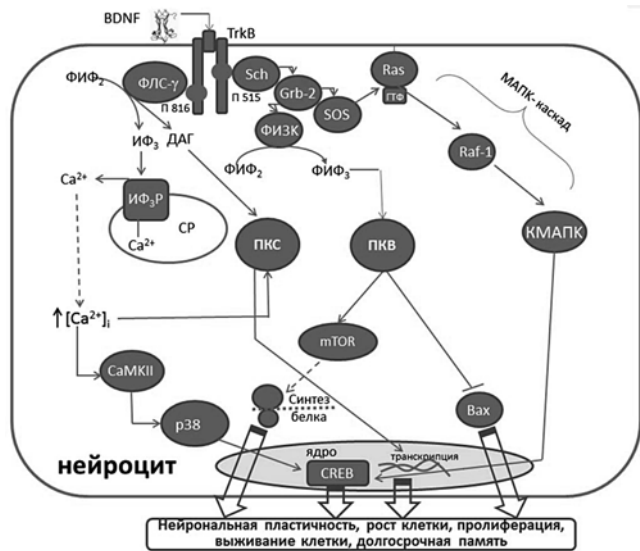 BDNF
TrkB
ФИФ₂
ФЛС-γ
П 816
П 515
Sch
Grb-2
SOS
Ras
ГТФ
МАПК-каскад
Raf-1
КМАПК
ФИ3К
ФИФ₂
ФИФ₃
ИФ₃
ДАГ
Ca²⁺
ИФ₃Р
Ca²⁺
СР
ПКС
ПКВ
↑[Ca²⁺]i
mTOR
CaMKII
p38
Синтез
белка
Bax
ядро
транскрипция
CREB
нейроцит
Нейрональная пластичность, рост клетки, пролиферация,
выживание клетки, долгосрочная память